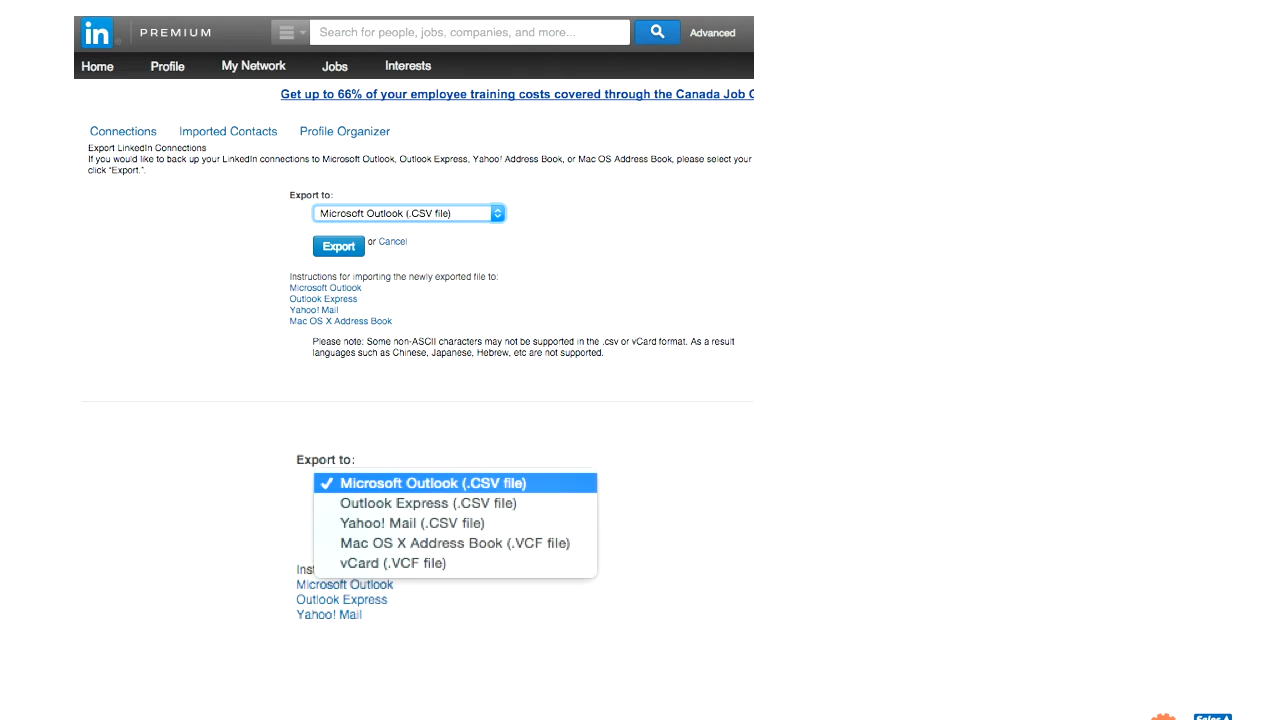 in PREMIUM Search for people, jobs, companies, and more... Advanced
Home Profile My Network Jobs Interests
Get up to 66% of your employee training costs covered through the Canada Job
Connections Imported Contacts Profile Organizer
Export LinkedIn Connections
If you would like to back up your LinkedIn connections to Microsoft Outlook, Outlook Express, Yahoo! Address Book, or Mac OS Address Book, please select your
click "Export.".
Export to:
Microsoft Outlook (.CSV file)
Export or Cancel
Instructions for importing the newly exported file to:
Microsoft Outlook
Outlook Express
Yahoo! Mail
Mac OS X Address Book
Please note: Some non-ASCII characters may not be supported in the .csv or vCard format. As a result
languages such as Chinese, Japanese, Hebrew, etc are not supported.
Export to:
✓ Microsoft Outlook (.CSV file)
Outlook Express (.CSV file)
Yahoo! Mail (.CSV file)
Mac OS X Address Book (.VCF file)
vCard (.VCF file)
Microsoft Outlook
Outlook Express
Yahoo! Mail